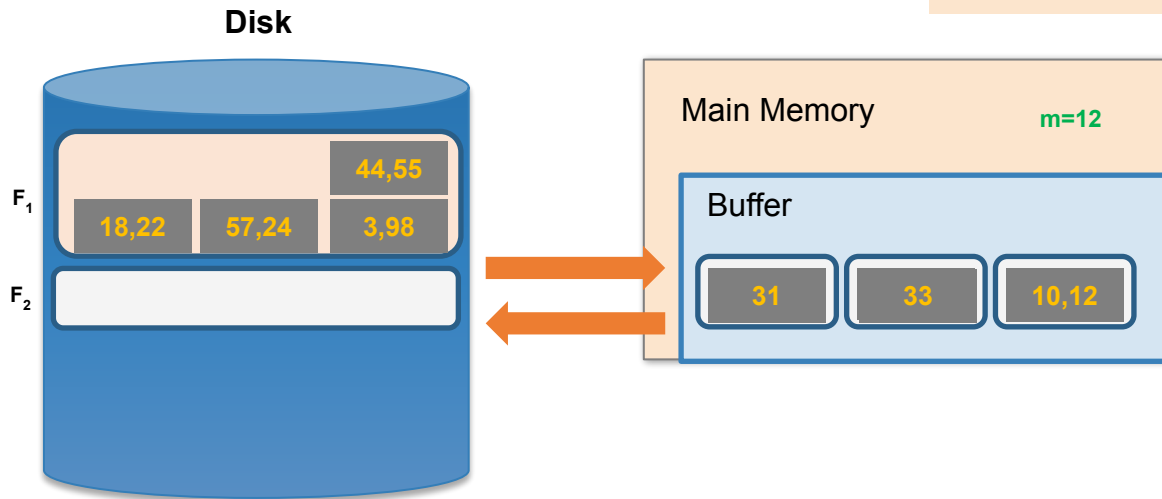 Disk
Main Memory
m=12
F1
44,55
18,22
57,24
3,98
F2
Buffer
31
33
10,12